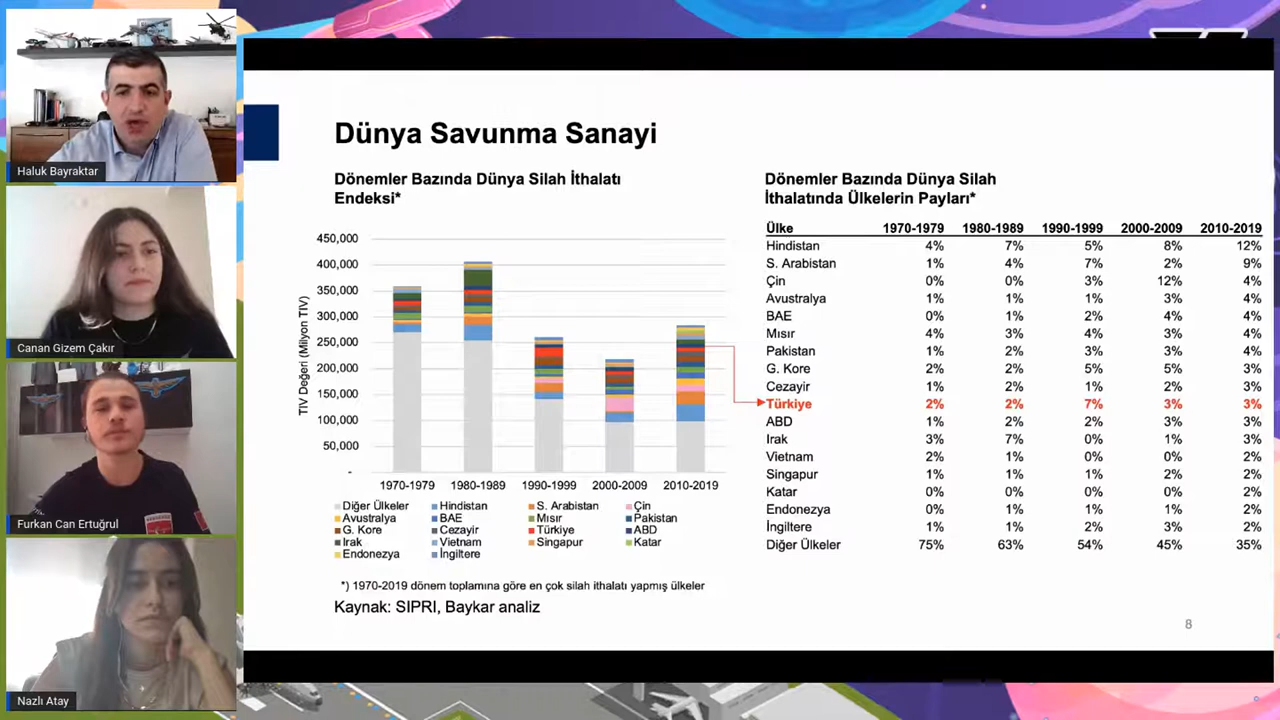 Haluk Bayraktar
Canan Gizem Çakır
Furkan Can Ertuğrul
Nazlı Atay
Dünya Savunma Sanayi
Dönemler Bazında Dünya Silah İthalatı
Endeksi*
TIV Değeri (Milyon TIV)
450,000
400,000
350,000
300,000
250,000
200,000
150,000
100,000
50,000
-
1970-1979 1980-1989 1990-1999 2000-2009 2010-2019
Diğer Ülkeler Hindistan S. Arabistan Çin
Avustralya BAE Mısır Pakistan
G. Kore Cezayir Türkiye ABD
Irak Vietnam Singapur Katar
Endonezya İngiltere
*) 1970-2019 dönem toplamına göre en çok silah ithalatı yapmış ülkeler
Kaynak: SIPRI, Baykar analiz
Dönemler Bazında Dünya Silah
İthalatında Ülkelerin Payları*
Ülke 1970-1979 1980-1989 1990-1999 2000-2009 2010-2019
Hindistan 4% 7% 5% 8% 12%
S. Arabistan 1% 4% 7% 2% 9%
Çin 0% 0% 3% 12% 4%
Avustralya 1% 1% 1% 3% 4%
BAE 0% 1% 2% 4% 4%
Mısır 4% 3% 4% 3% 4%
Pakistan 1% 2% 3% 3% 4%
G. Kore 2% 2% 5% 5% 3%
Cezayir 1% 2% 1% 2% 3%
Türkiye 2% 2% 7% 3% 3%
ABD 1% 2% 2% 3% 3%
Irak 3% 7% 0% 1% 3%
Vietnam 2% 1% 0% 0% 2%
Singapur 1% 1% 1% 2% 2%
Katar 0% 0% 0% 0% 2%
Endonezya 0% 1% 1% 1% 2%
İngiltere 1% 1% 2% 3% 2%
Diğer Ülkeler 75% 63% 54% 45% 35%
8